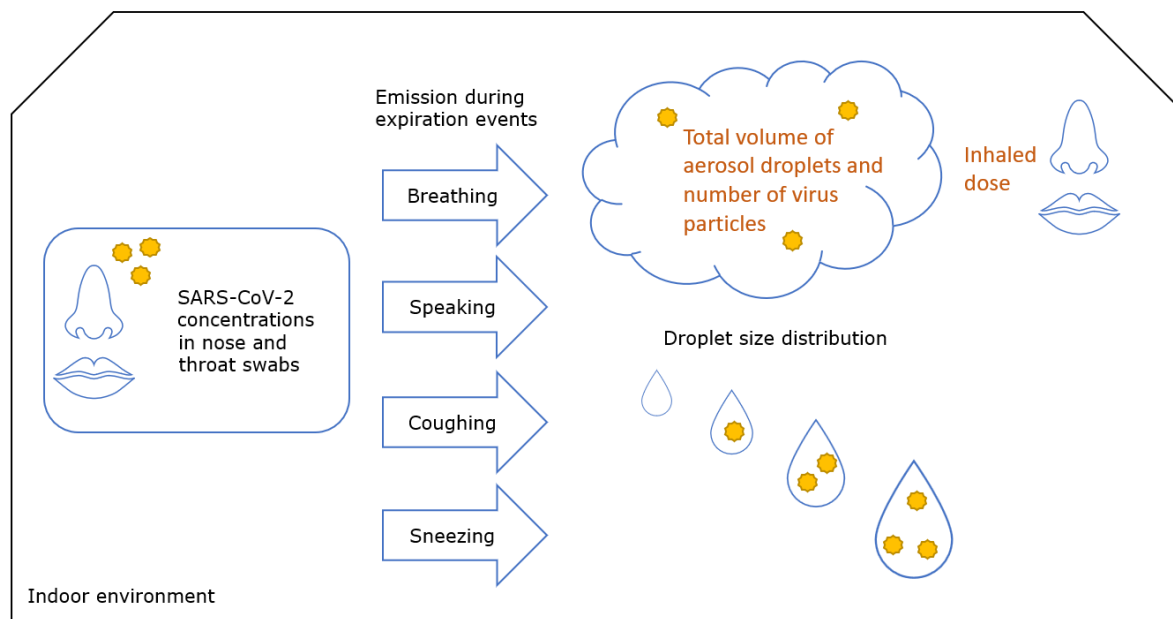 Emission during
expiration events
Breathing
Speaking
Coughing
Sneezing
SARS-CoV-2
concentrations
in nose and
throat swabs
Total volume of
aerosol droplets and
number of virus
particles
Inhaled
dose
Droplet size distribution
Indoor environment